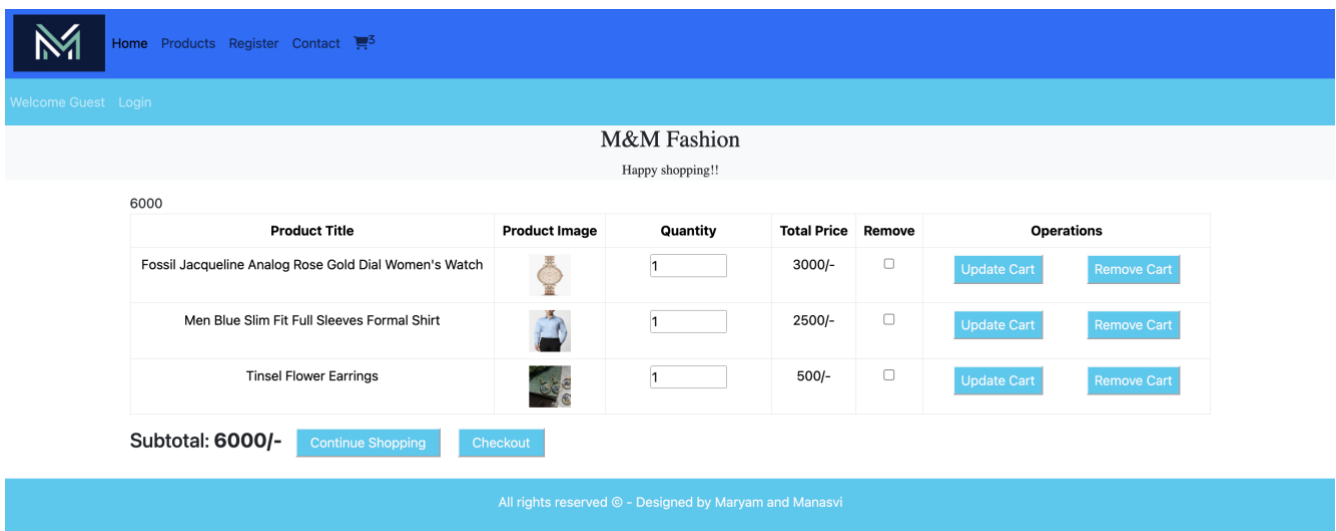 Home Products Register Contact 3
Welcome Guest Login
M&M Fashion
Happy shopping!!
6000
Product Title Product Image Quantity Total Price Remove Operations
Fossil Jacqueline Analog Rose Gold Dial Women's Watch 1 3000/- Update Cart Remove Cart
Men Blue Slim Fit Full Sleeves Formal Shirt 1 2500/- Update Cart Remove Cart
Tinsel Flower Earrings 1 500/- Update Cart Remove Cart
Subtotal: 6000/- Continue Shopping Checkout
All rights reserved © - Designed by Maryam and Manasvi